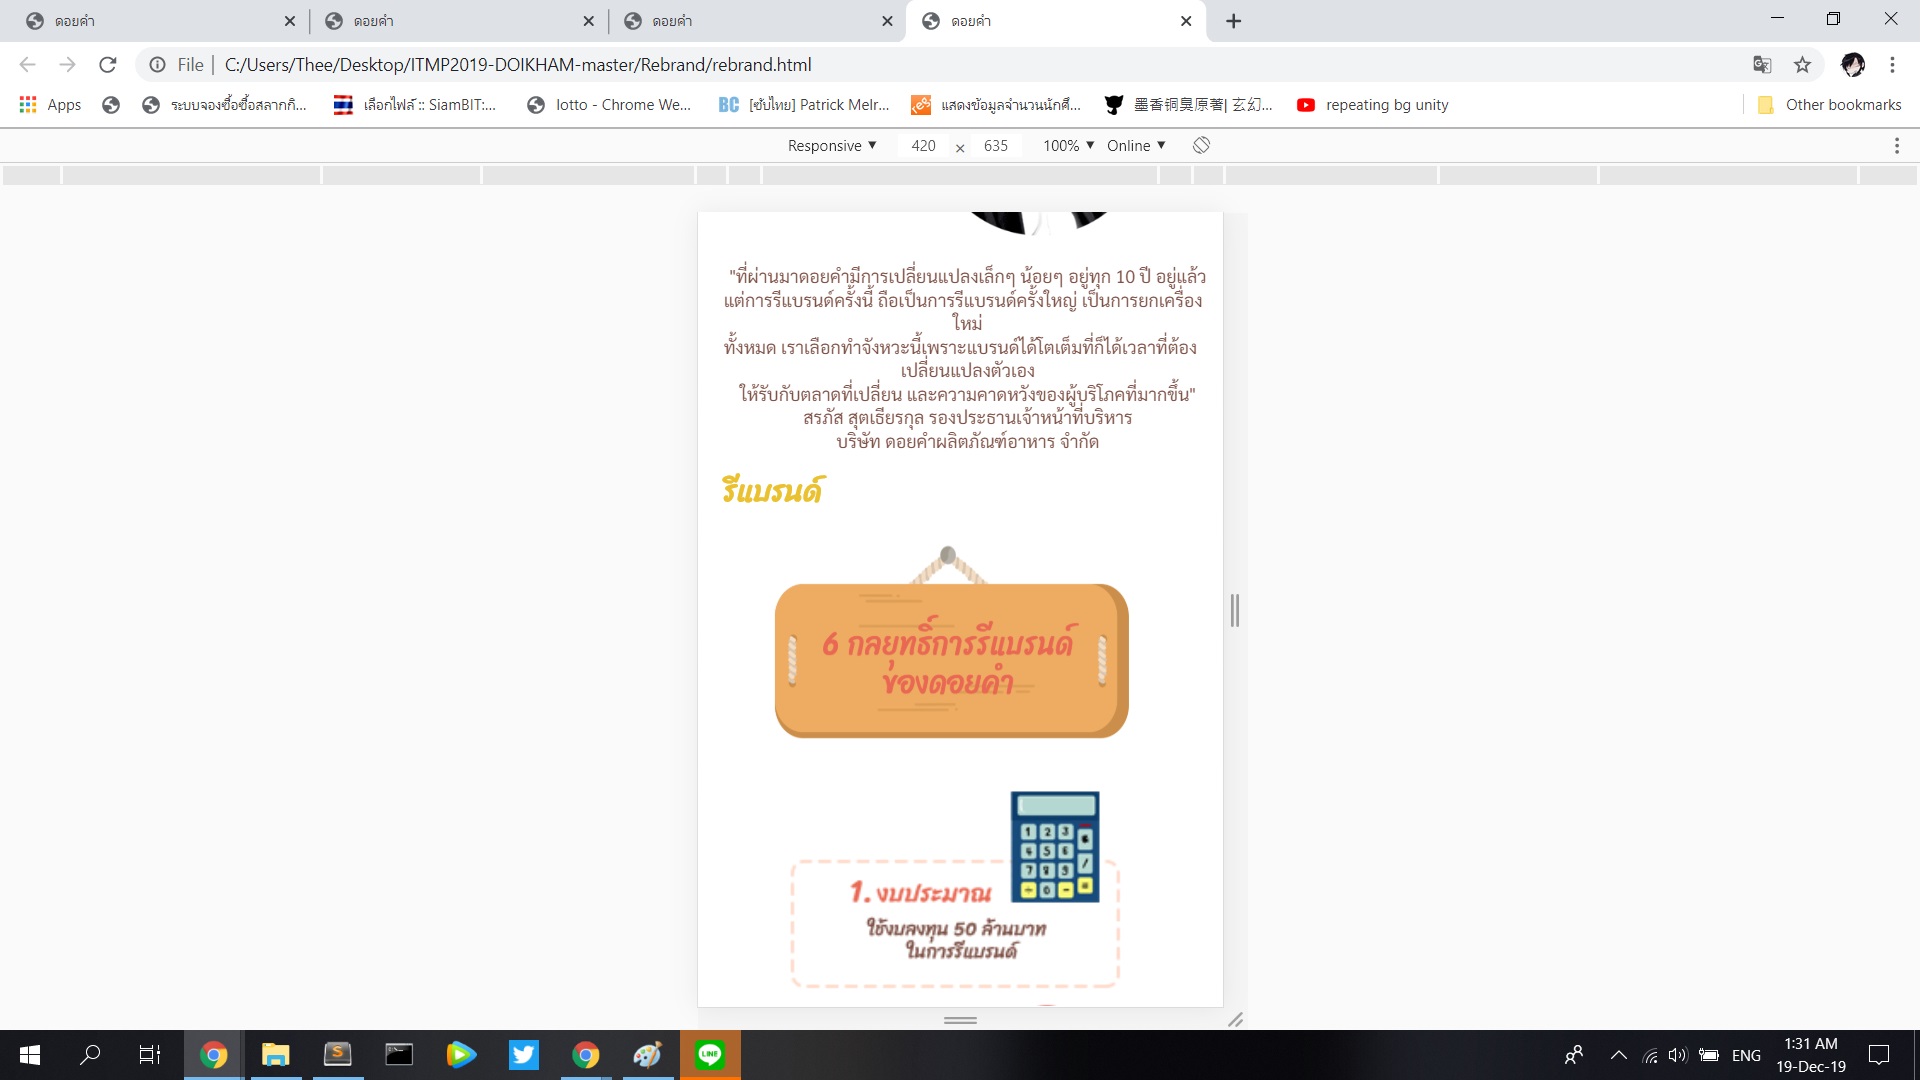 ดอยคำ
ดอยคำ
ดอยคำ
ดอยคำ
File
C:/Users/Thee/Desktop/ITMP2019-DOIKHAM-master/Rebrand/rebrand.html
Apps
ระบบจองซื้อซื้อสลากกิ...
เลือกไฟล์ :: SiamBIT:...
lotto - Chrome We...
BC
[ซับไทย] Patrick Melr...
reg
แสดงข้อมูลจำนวนนักศึ...
墨香铜臭原著| 玄幻...
repeating bg unity
Other bookmarks
Responsive ▼
420 × 635
100% ▼
Online ▼
"ที่ผ่านมาดอยคำมีการเปลี่ยนแปลงเล็กๆ น้อยๆ อยู่ทุก 10 ปี อยู่แล้ว
แต่การรีแบรนด์ครั้งนี้ ถือเป็นการรีแบรนด์ครั้งใหญ่ เป็นการยกเครื่อง
ใหม่
ทั้งหมด เราเลือกทำจังหวะนี้เพราะแบรนด์ได้โตเต็มที่ก็ได้เวลาที่ต้อง
เปลี่ยนแปลงตัวเอง
ให้รับกับตลาดที่เปลี่ยน และความคาดหวังของผู้บริโภคที่มากขึ้น"
สรภัส สุตเธียรกุล รองประธานเจ้าหน้าที่บริหาร
บริษัท ดอยคำผลิตภัณฑ์อาหาร จำกัด
รีแบรนด์
6 กลยุทธิ์การรีแบรนด์
ของดอยคำ
1 2 3
4 5 6
7 8 9
0
1. งบประมาณ
ใช้งบลงทุน 50 ล้านบาท
ในการรีแบรนด์
LINE
ENG
1:31 AM
19-Dec-19